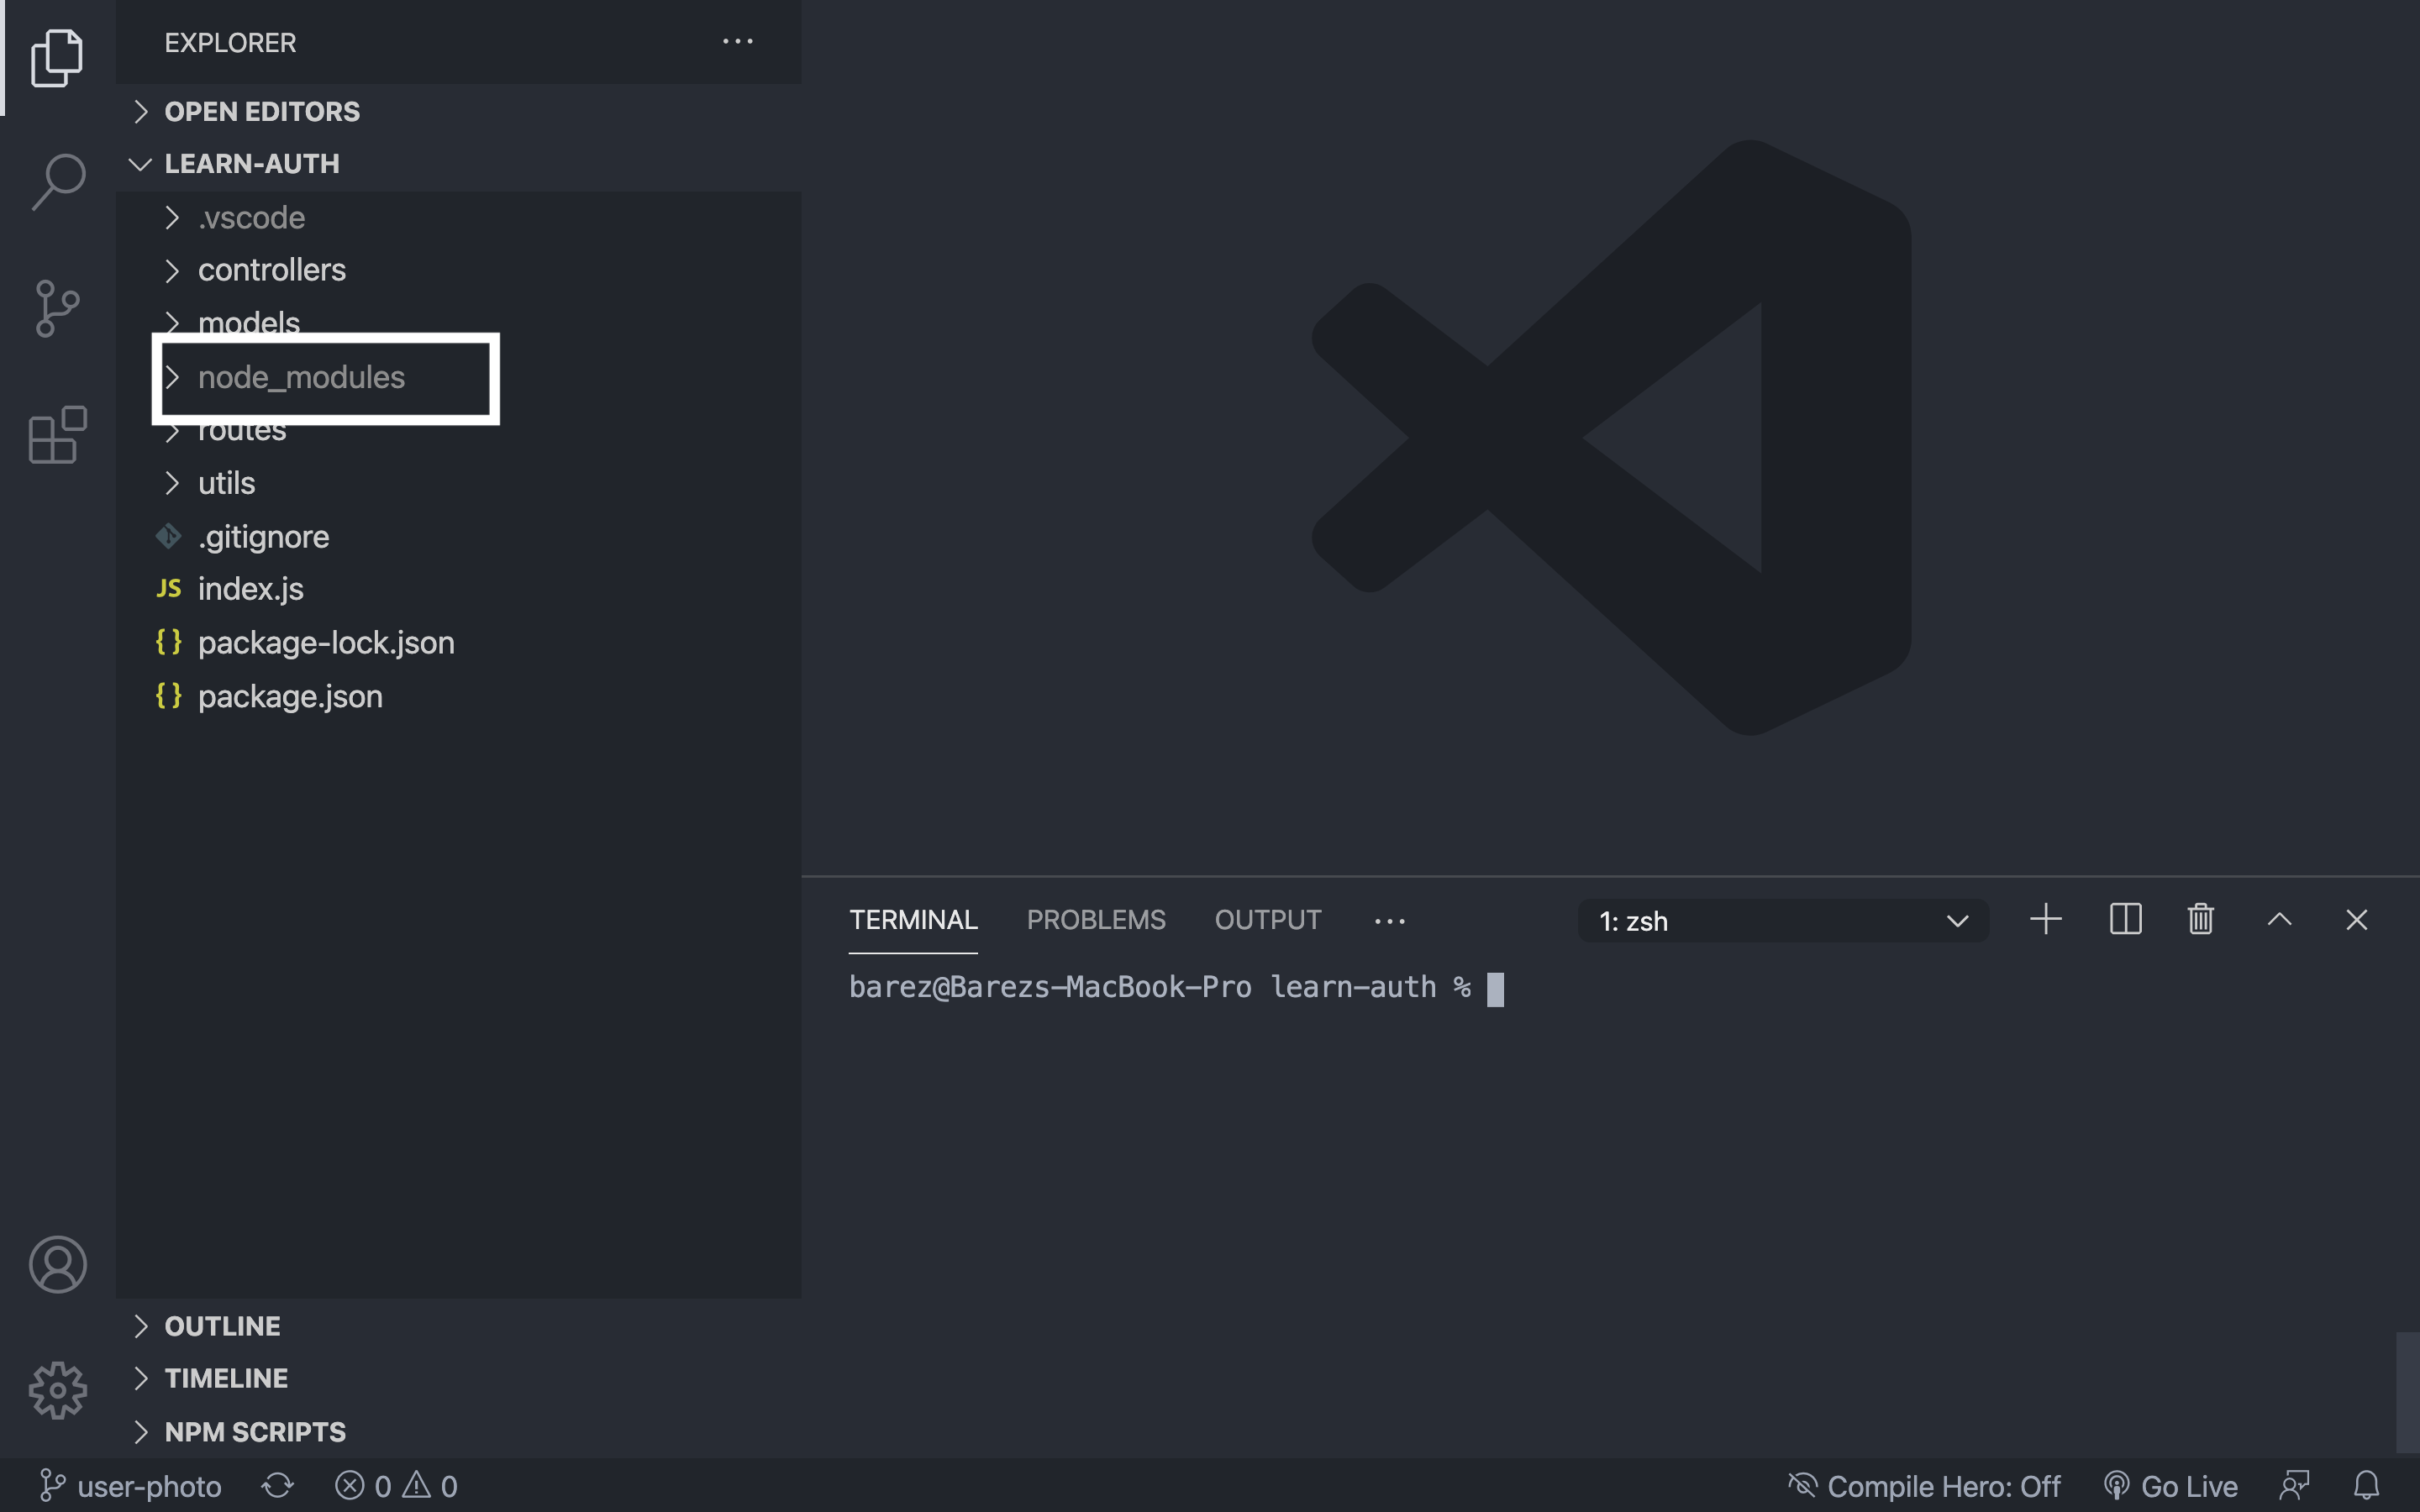 EXPLORER
OPEN EDITORS
LEARN-AUTH
.vscode
controllers
models
node_modules
routes
utils
.gitignore
JS index.js
{ } package-lock.json
{ } package.json
OUTLINE
TIMELINE
NPM SCRIPTS
TERMINAL PROBLEMS OUTPUT 1: zsh
barez@Barezs-MacBook-Pro learn-auth %
user-photo 0 0 Compile Hero: Off Go Live